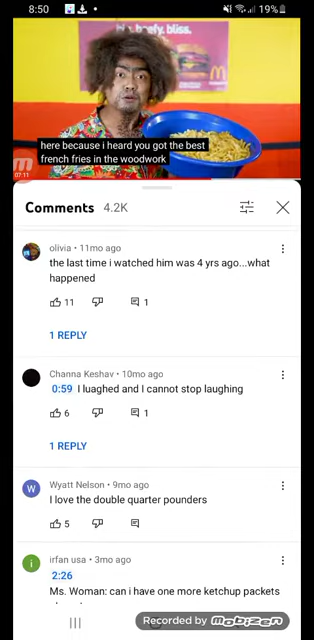 8:50
19%
big. beefy. bliss.
here because i heard you got the best
french fries in the woodwork
07:11
Comments 4.2K
olivia • 11mo ago
the last time i watched him was 4 yrs ago...what
happened
11
1
1 REPLY
Channa Keshav • 10mo ago
0:59 I luaghed and I cannot stop laughing
6
1
1 REPLY
W
Wyatt Nelson • 9mo ago
I love the double quarter pounders
5
i
irfan usa • 3mo ago
2:26
Ms. Woman: can i have one more ketchup packets
Recorded by Mobizen